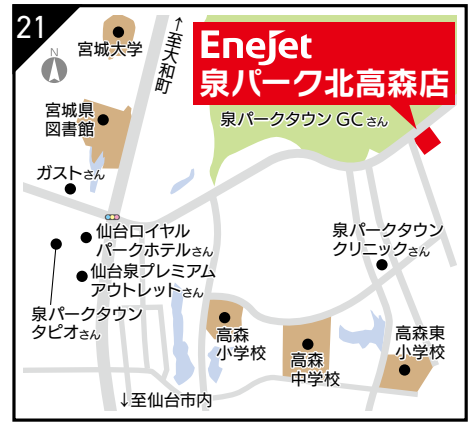 21
N
宮城大学
↑至大和町
Enejet
泉パーク北高森店
宮城県
図書館
泉パークタウン GCさん
ガストさん
仙台ロイヤル
パークホテルさん
泉パークタウン
クリニックさん
仙台泉プレミアム
アウトレットさん
泉パークタウン
タピオさん
高森
小学校
高森
中学校
高森東
小学校
↓至仙台市内